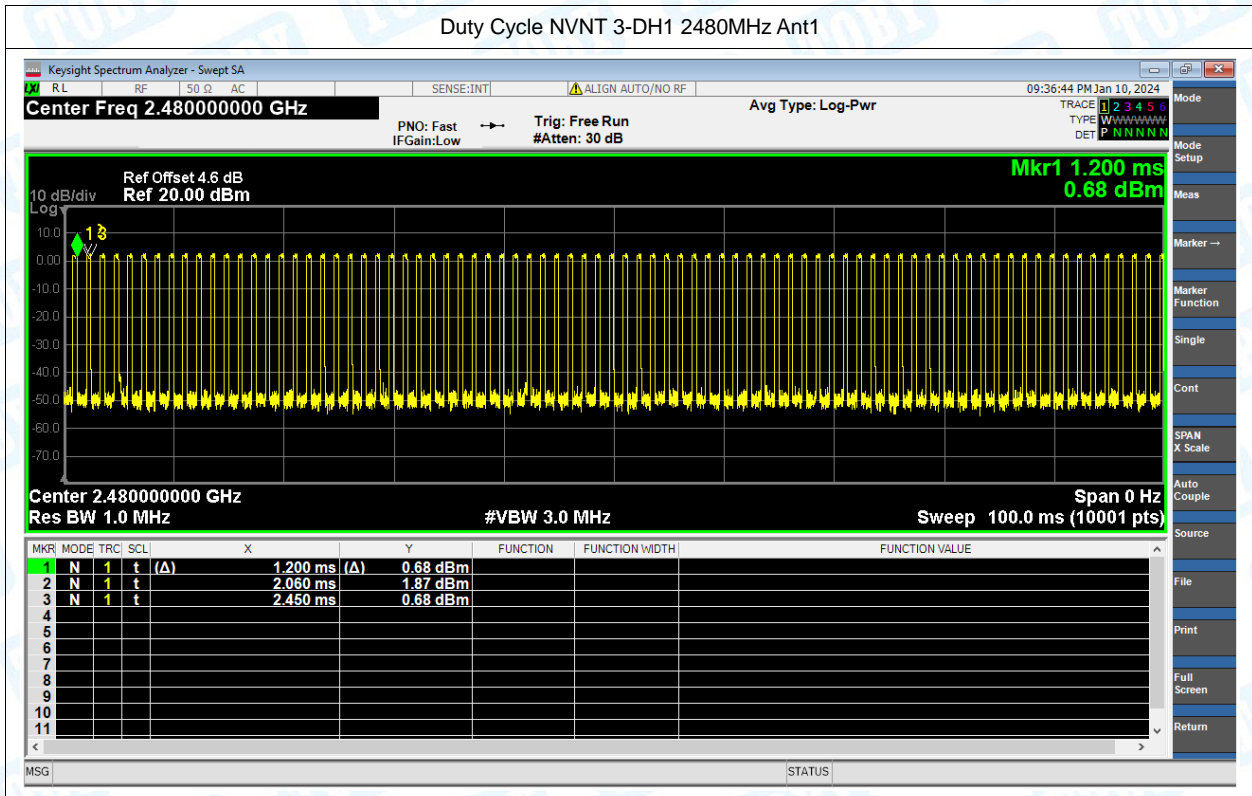 Duty Cycle NVNT 3-DH1 2480MHz Ant1
Keysight Spectrum Analyzer - Swept SA
LXI RL RF 50 Ω AC SENSE:INT ALIGN AUTO/NO RF 09:36:44 PM Jan 10, 2024
Center Freq 2.480000000 GHz
PNO: Fast
IFGain:Low
Trig: Free Run
#Atten: 30 dB
Avg Type: Log-Pwr
TRACE 1 2 3 4 5 6
TYPE WWWWWW
DET P N N N N N
Mkr1 1.200 ms
0.68 dBm
Ref Offset 4.6 dB
10 dB/div Ref 20.00 dBm
Log
10.0
0.00
-10.0
-20.0
-30.0
-40.0
-50.0
-60.0
-70.0
1 3
Center 2.480000000 GHz Span 0 Hz
Res BW 1.0 MHz #VBW 3.0 MHz Sweep 100.0 ms (10001 pts)
MKR MODE TRC SCL X Y FUNCTION FUNCTION WIDTH FUNCTION VALUE
1 N 1 t (Δ) 1.200 ms (Δ) 0.68 dBm
2 N 1 t 2.060 ms 1.87 dBm
3 N 1 t 2.450 ms 0.68 dBm
4
5
6
7
8
9
10
11
MSG STATUS
Mode
Mode
Setup
Meas
Marker →
Marker
Function
Single
Cont
SPAN
X Scale
Auto
Couple
Source
File
Print
Full
Screen
Return
TOBY